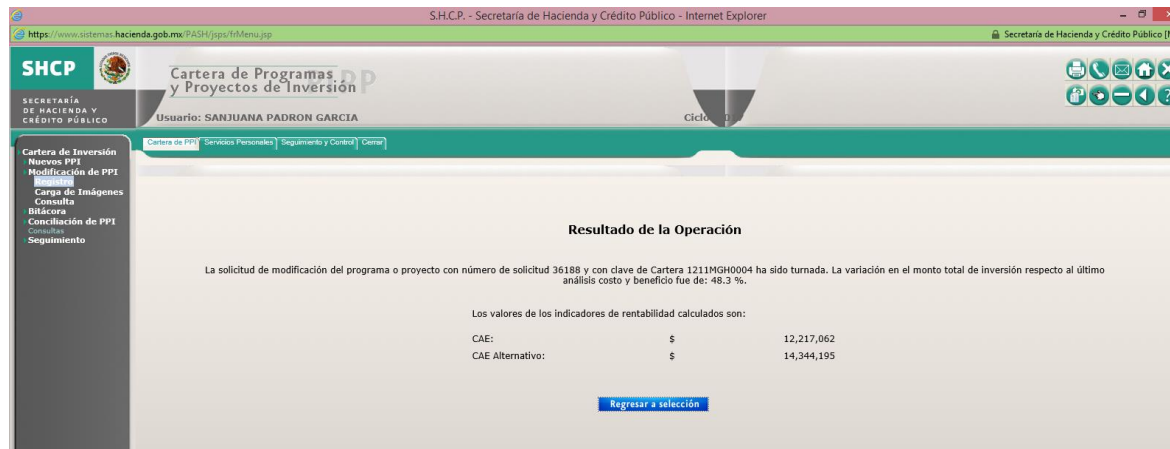 S.H.C.P. - Secretaría de Hacienda y Crédito Público - Internet Explorer
https://www.sistemas.hacienda.gob.mx/PASH/jsps/frMenu.jsp
Secretaría de Hacienda y Crédito Público
SHCP
SECRETARÍA
DE HACIENDA Y
CRÉDITO PÚBLICO
Cartera de Programas
y Proyectos de Inversión
Usuario: SANJUANA PADRON GARCIA
Ciclo
Cartera de PPI
Servicios Personales
Seguimiento y Control
Cerrar
Cartera de Inversión
Nuevos PPI
Modificación de PPI
Registro
Carga de Imágenes
Consulta
Bitácora
Conciliación de PPI
Consultas
Seguimiento
Resultado de la Operación
La solicitud de modificación del programa o proyecto con número de solicitud 36188 y con clave de Cartera 1211MGH0004 ha sido turnada. La variación en el monto total de inversión respecto al último
análisis costo y beneficio fue de: 48.3 %.
Los valores de los indicadores de rentabilidad calculados son:
CAE: $ 12,217,062
CAE Alternativo: $ 14,344,195
Regresar a selección